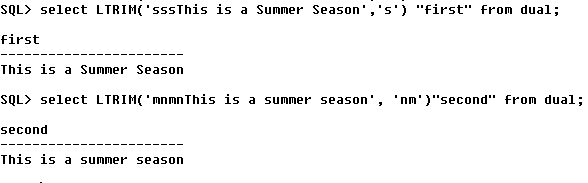 SQL> select LTRIM('sssThis is a Summer Season','s') "first" from dual;
first
-----------------------
This is a Summer Season
SQL> select LTRIM('mnmnThis is a summer season', 'nm')"second" from dual;
second
-----------------------
This is a summer season